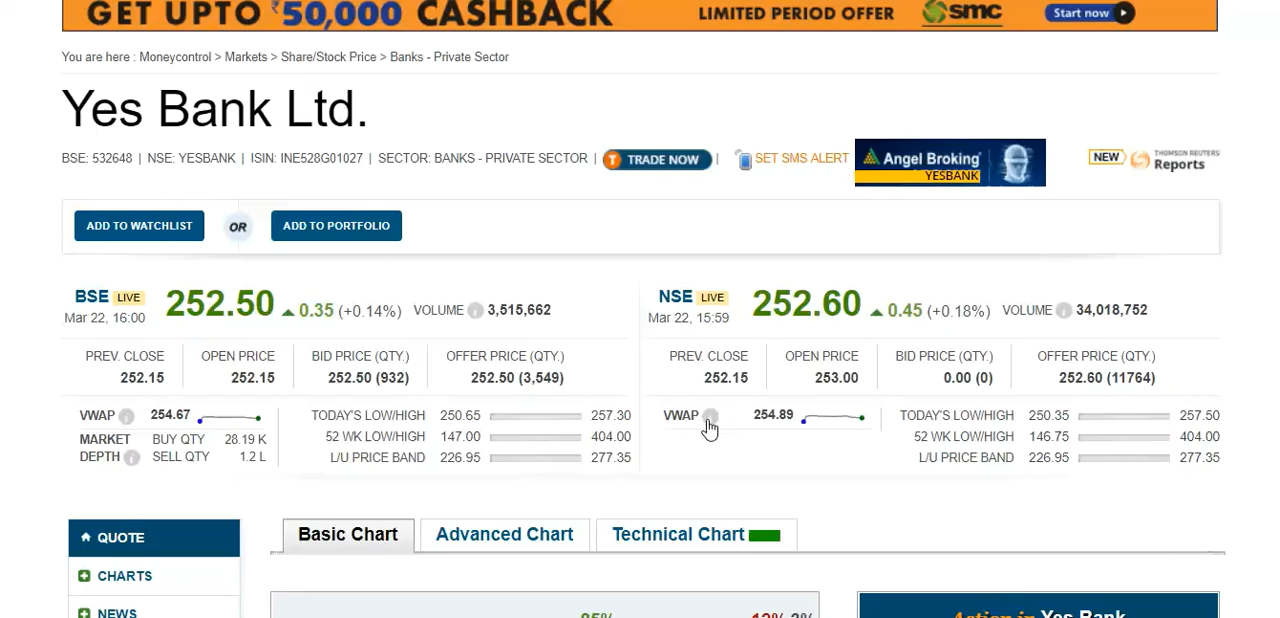 GET UPTO ₹50,000 CASHBACK LIMITED PERIOD OFFER smc Start now
You are here : Moneycontrol > Markets > Share/Stock Price > Banks - Private Sector
Yes Bank Ltd.
BSE: 532648 | NSE: YESBANK | ISIN: INE528G01027 | SECTOR: BANKS - PRIVATE SECTOR | T TRADE NOW | SET SMS ALERT
Angel Broking
YESBANK
NEW THOMSON REUTERS
Reports
ADD TO WATCHLIST OR ADD TO PORTFOLIO
BSE LIVE 252.50 0.35 (+0.14%) VOLUME i 3,515,662
Mar 22, 16:00
PREV. CLOSE OPEN PRICE BID PRICE (QTY.) OFFER PRICE (QTY.)
252.15 252.15 252.50 (932) 252.50 (3,549)
VWAP i 254.67
MARKET BUY QTY 28.19 K
DEPTH i SELL QTY 1.2 L
TODAY'S LOW/HIGH 250.65 257.30
52 WK LOW/HIGH 147.00 404.00
L/U PRICE BAND 226.95 277.35
NSE LIVE 252.60 0.45 (+0.18%) VOLUME i 34,018,752
Mar 22, 15:59
PREV. CLOSE OPEN PRICE BID PRICE (QTY.) OFFER PRICE (QTY.)
252.15 253.00 0.00 (0) 252.60 (11764)
VWAP 254.89
TODAY'S LOW/HIGH 250.35 257.50
52 WK LOW/HIGH 146.75 404.00
L/U PRICE BAND 226.95 277.35
QUOTE
CHARTS
NEWS
Basic Chart Advanced Chart Technical Chart
Action in Yes Bank